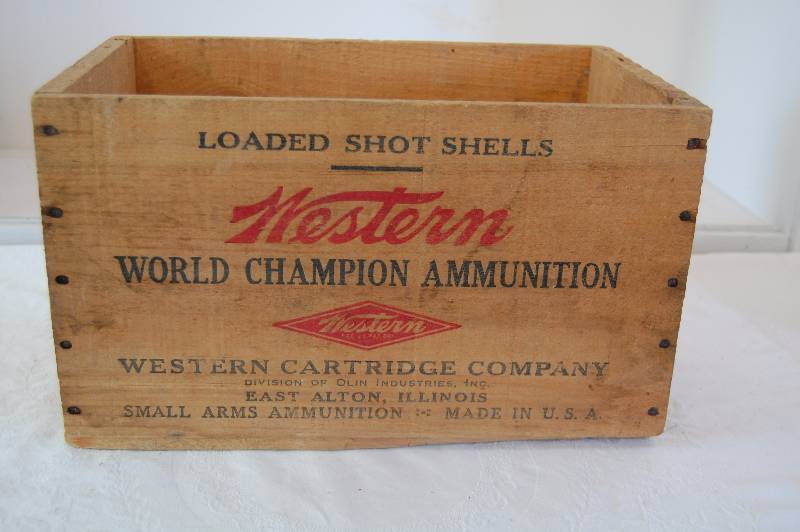 LOADED SHOT SHELLS
Western
WORLD CHAMPION AMMUNITION
Western
WESTERN CARTRIDGE COMPANY
DIVISION OF OLIN INDUSTRIES, INC.
EAST ALTON, ILLINOIS
SMALL ARMS AMMUNITION :-: MADE IN U.S.A.